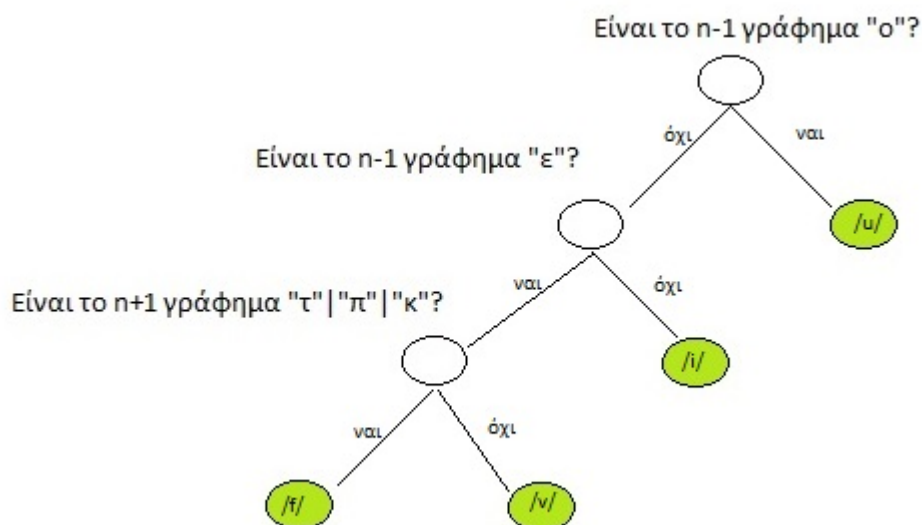 Είναι το n-1 γράφημα "ο"?
όχι
ναι
Είναι το n-1 γράφημα "ε"?
/u/
ναι
όχι
Είναι το n+1 γράφημα "τ"|"π"|"κ"?
/i/
ναι
όχι
/f/
/v/